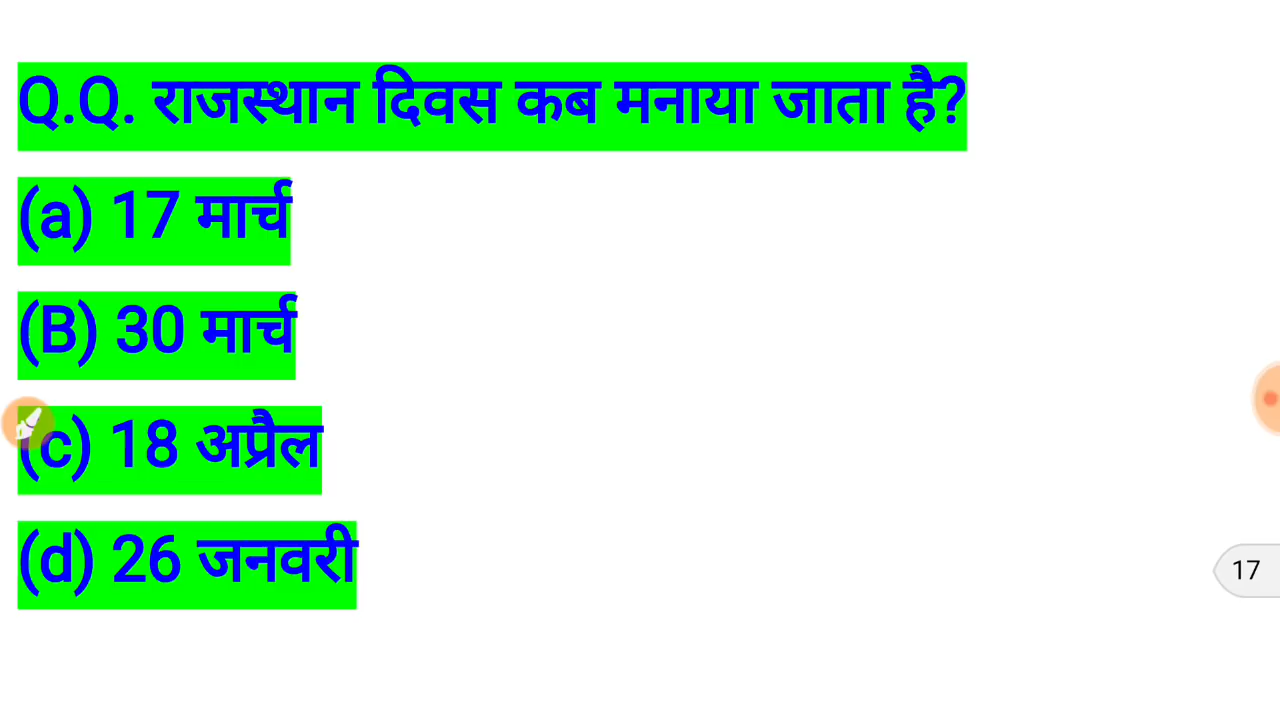 Q.Q. राजस्थान दिवस कब मनाया जाता है?
(a) 17 मार्च
(B) 30 मार्च
(c) 18 अप्रैल
(d) 26 जनवरी
17